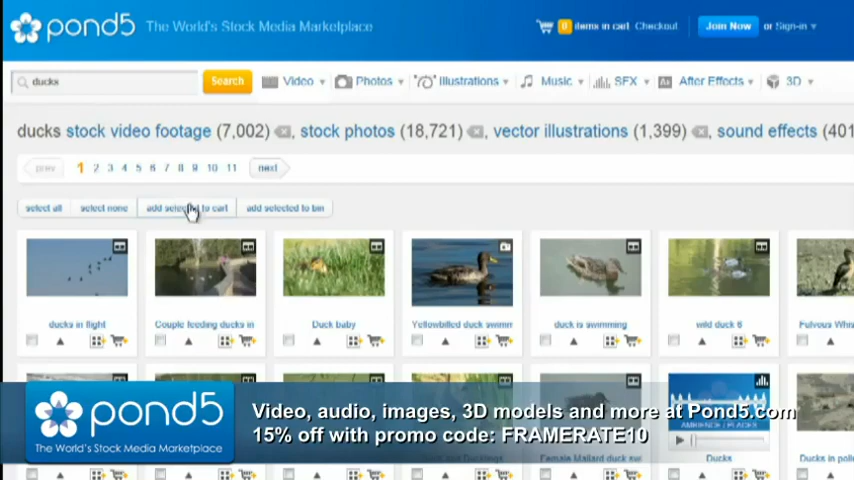 pond5 The World's Stock Media Marketplace
0 items in cart Checkout Join Now or Sign-in
ducks Search Video Photos Illustrations Music SFX Ae After Effects 3D
ducks stock video footage (7,002) stock photos (18,721) vector illustrations (1,399) sound effects (401
prev 1 2 3 4 5 6 7 8 9 10 11 next
select all select none add selected to cart add selected to bin
ducks in flight Couple feeding ducks in Duck baby Yellowbilled duck swimm duck is swimming wild duck 6 Fulvous Whis
pond5
The World's Stock Media Marketplace
Video, audio, images, 3D models and more at Pond5.com
15% off with promo code: FRAMERATE10
AMBIENCE / PLACES
Female Mallard duck swi Ducks Ducks in poll